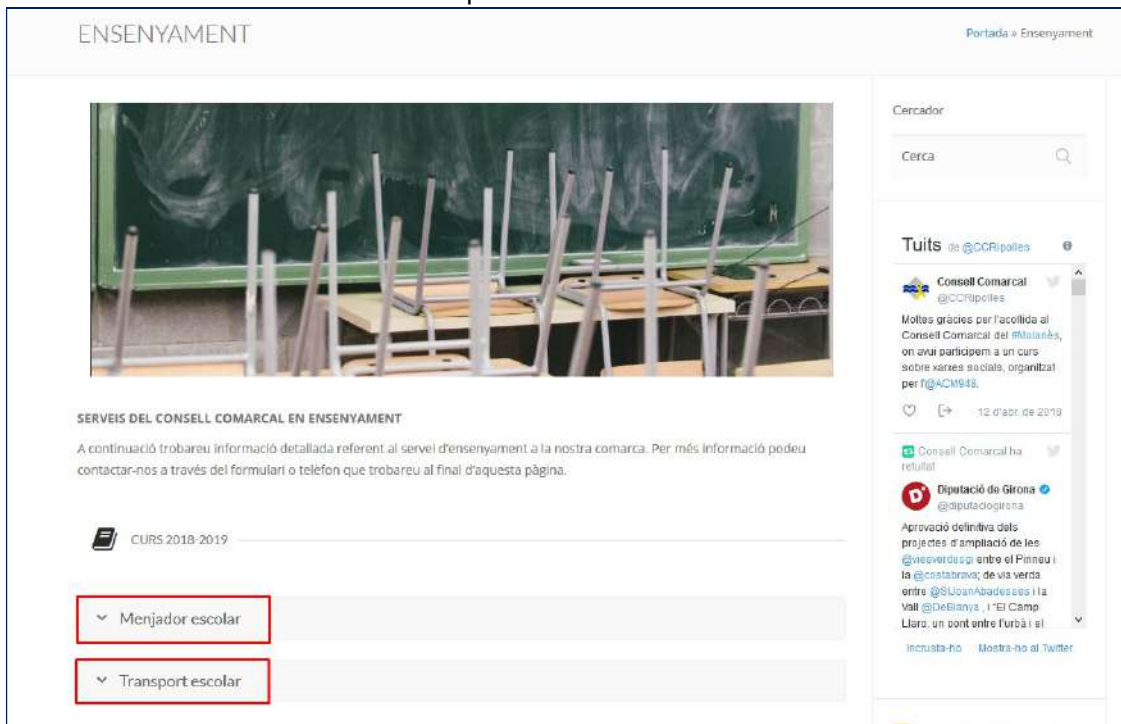 ENSENYAMENT
Portada » Ensenyament
SERVEIS DEL CONSELL COMARCAL EN ENSENYAMENT
A continuació trobareu informació detallada referent al servei d'ensenyament a la nostra comarca. Per més informació podeu
contactar-nos a través del formulari o telèfon que trobareu al final d'aquesta pàgina.
CURS 2018-2019
Menjador escolar
Transport escolar
Cercador
Cerca
Tuits de @CCRipolles
Consell Comarcal
@CCRipolles
Moltes gràcies per l'acollida al
Consell Comarcal del #Moianès,
on avui participem a un curs
sobre xarxes socials, organitzat
per l'@ACM948.
12 d'abr. de 2018
Consell Comarcal ha
retuitat
Diputació de Girona
@diputaciogirona
Aprovació definitiva dels
projectes d'ampliació de les
@viesverdesgi entre el Pirineu i
la @costabrava; de via verda
entre @StJoanAbadesses i la
Vall @DeBianya , i "El Camp
Llarg, un pont entre l'urbà i el
Incrusta-ho Mostra-ho al Twitter